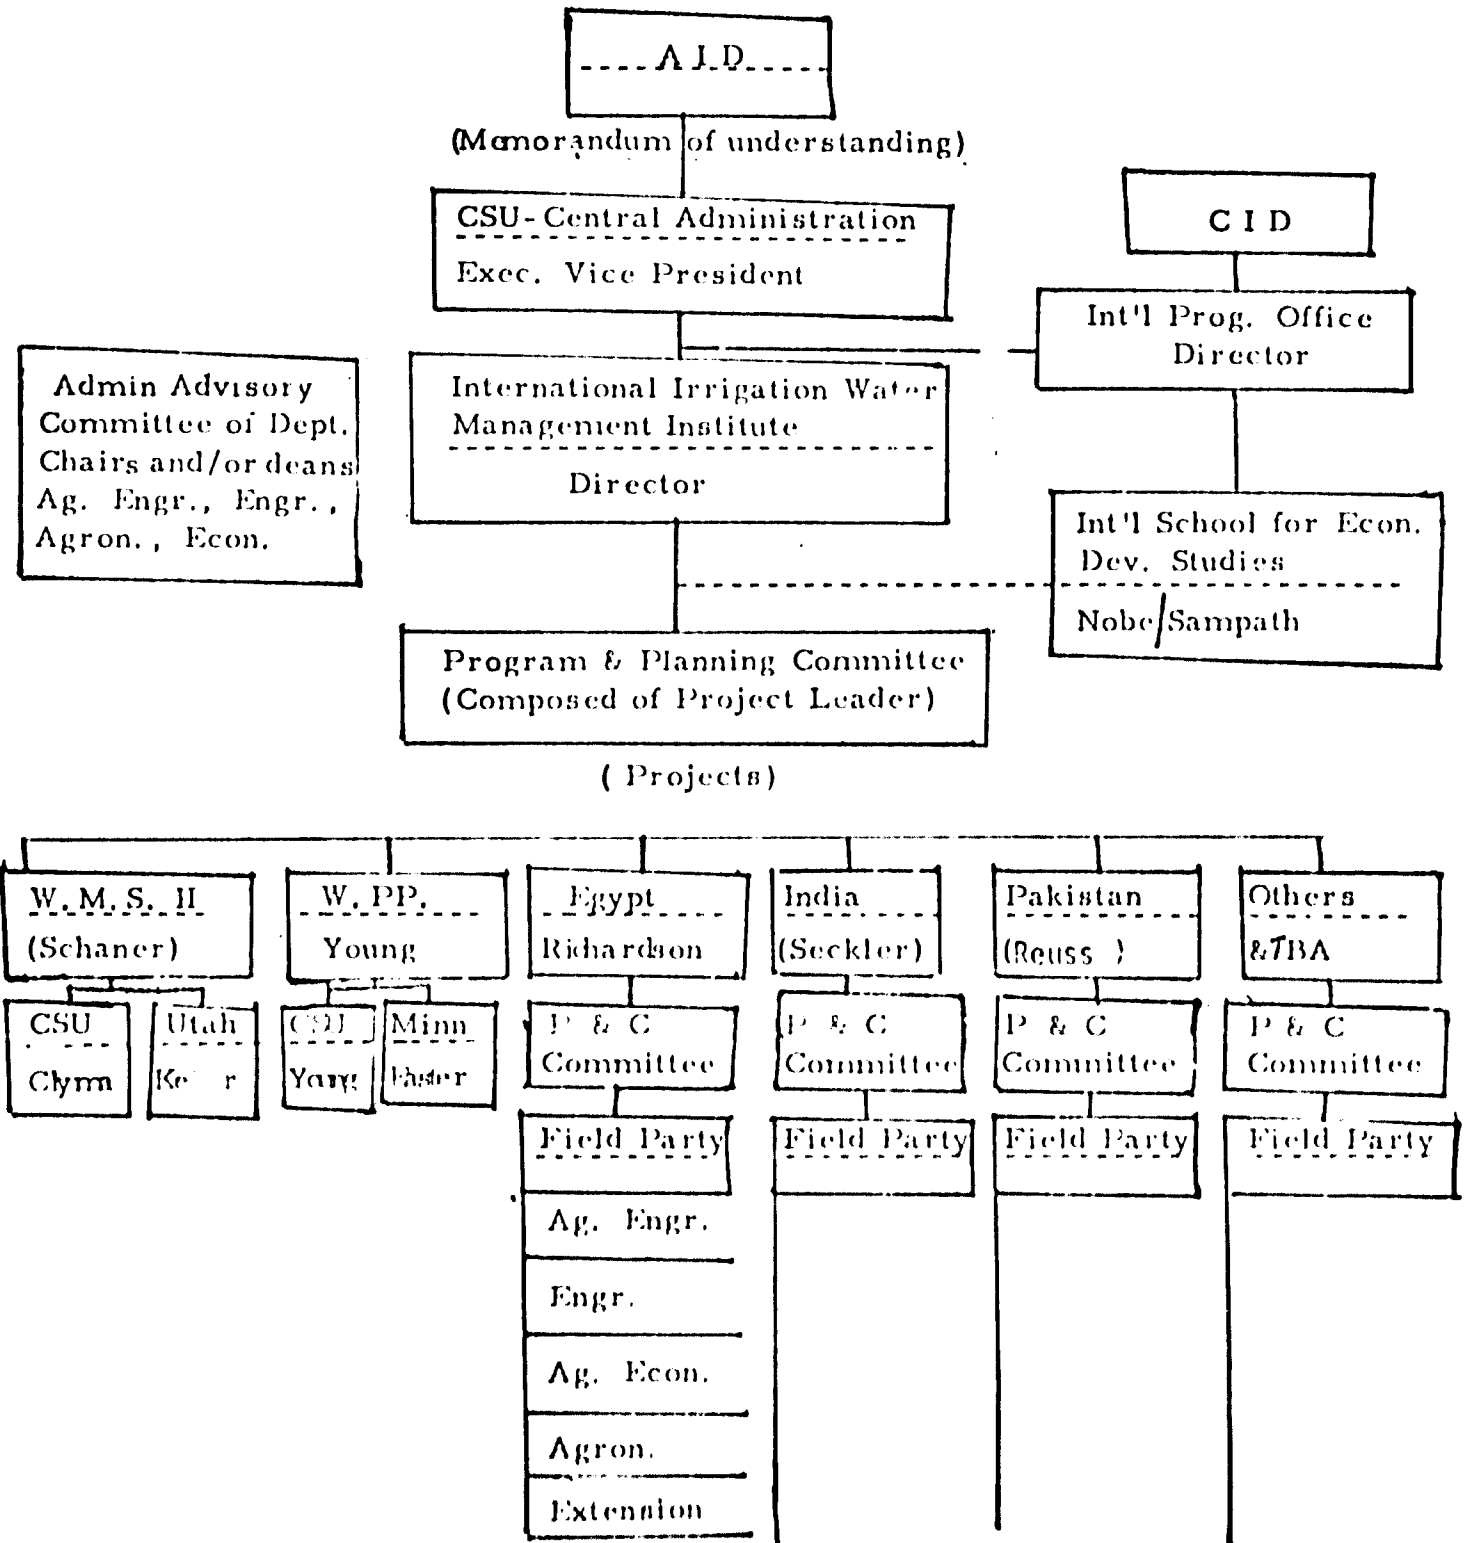 AID
(Memorandum of understanding)
CSU-Central Administration
Exec. Vice President
CID
Int'l Prog. Office
Director
Admin Advisory
Committee of Dept.
Chairs and/or deans
Ag. Engr., Engr.,
Agron., Econ.
International Irrigation Water
Management Institute
Director
Int'l School for Econ.
Dev. Studies
Nobe/Sampath
Program & Planning Committee
(Composed of Project Leader)
(Projects)
W.M.S. II
(Schaner)
W.PP.
Young
Egypt
Richardson
India
(Seckler)
Pakistan
(Reuss )
Others
&TBA
CSU
Clyma
Utah
CSU
Young
Minn
P & C
Committee
P & C
Committee
P & C
Committee
P & C
Committee
Field Party
Field Party
Field Party
Field Party
Ag. Engr.
Engr.
Ag. Econ.
Agron.
Extension